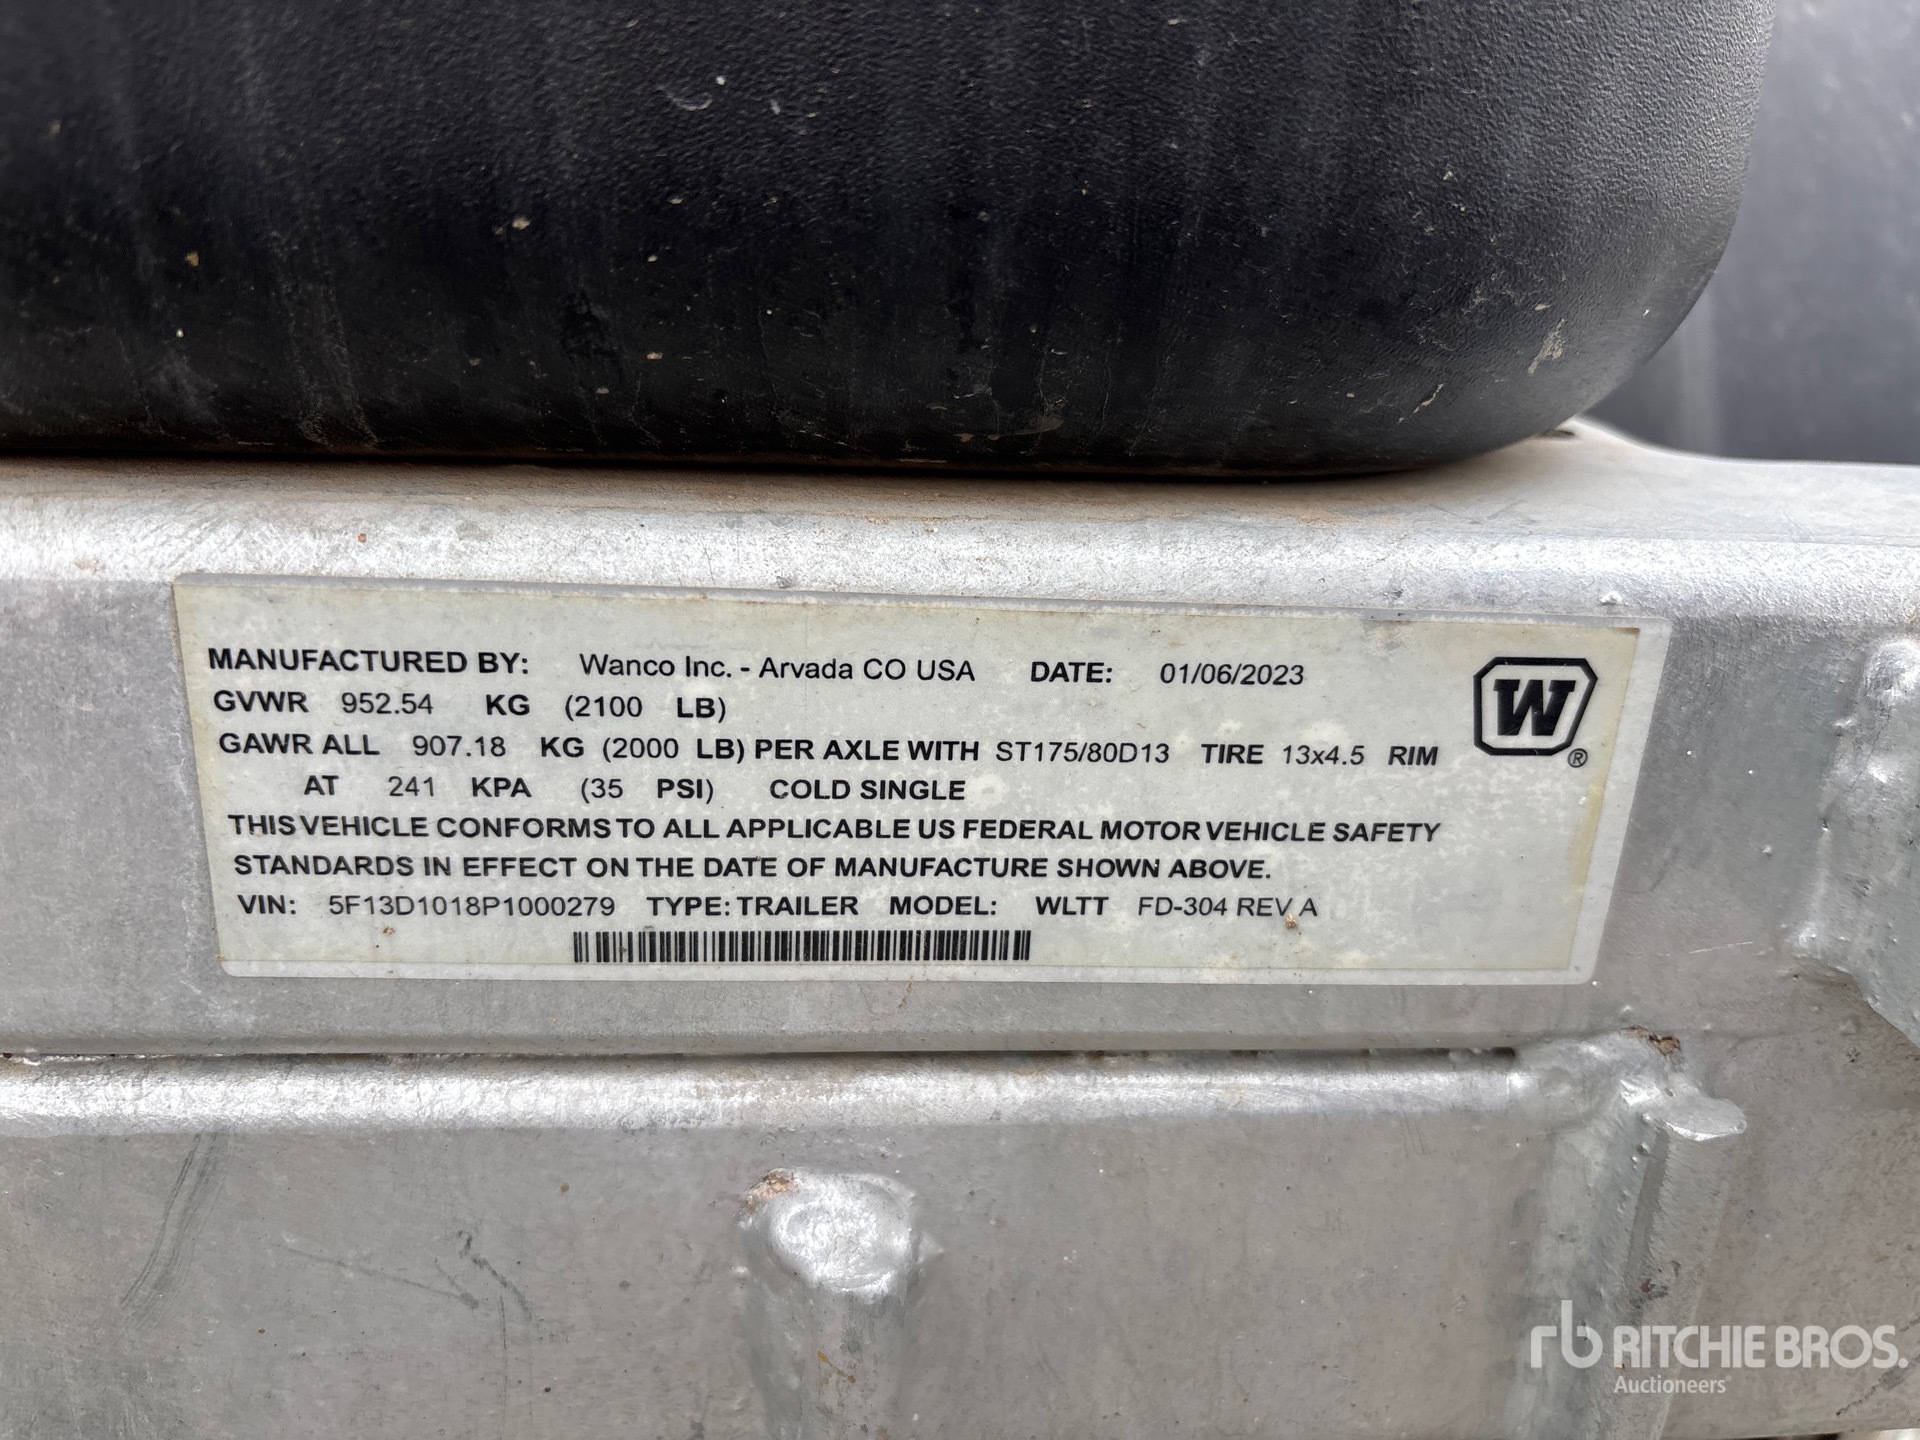 MANUFACTURED BY: Wanco Inc. - Arvada CO USA DATE: 01/06/2023
GVWR 952.54 KG (2100 LB)
GAWR ALL 907.18 KG (2000 LB) PER AXLE WITH ST175/80D13 TIRE 13x4.5 RIM
AT 241 KPA (35 PSI) COLD SINGLE
THIS VEHICLE CONFORMS TO ALL APPLICABLE US FEDERAL MOTOR VEHICLE SAFETY
STANDARDS IN EFFECT ON THE DATE OF MANUFACTURE SHOWN ABOVE.
VIN: 5F13D1018P1000279 TYPE: TRAILER MODEL: WLTT FD-304 REV A
W ®
rb RITCHIE BROS.
Auctioneers